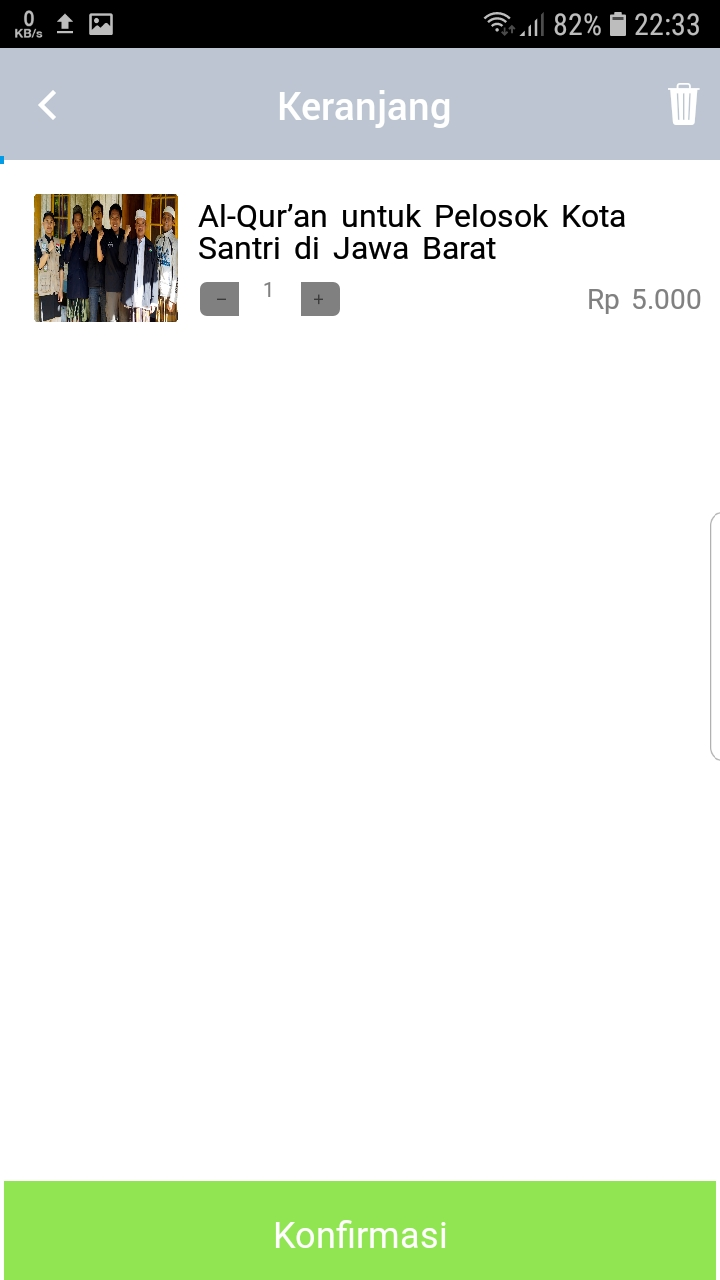 0
KB/s
82%
22:33
Keranjang
Al-Qur’an untuk Pelosok Kota
Santri di Jawa Barat
− 1 +
Rp 5.000
Konfirmasi